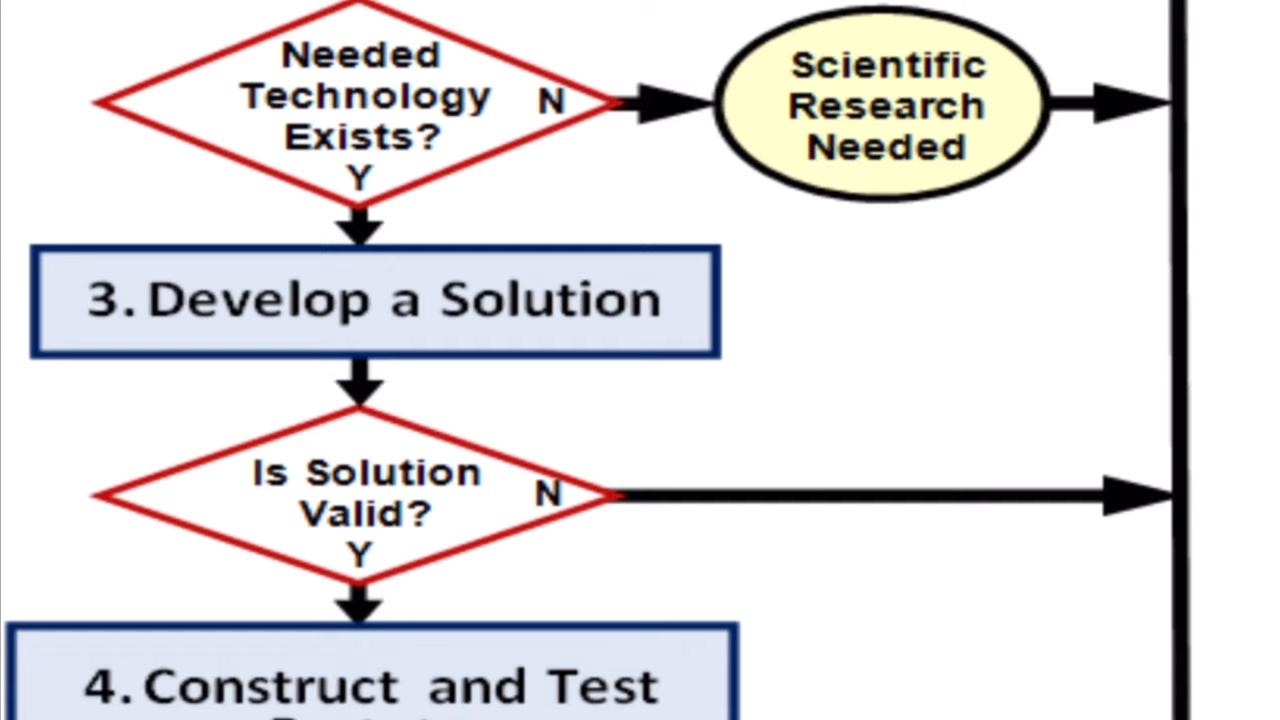 Needed
Technology
Exists?
N
Y
Scientific
Research
Needed
3. Develop a Solution
Is Solution
Valid?
N
Y
4. Construct and Test